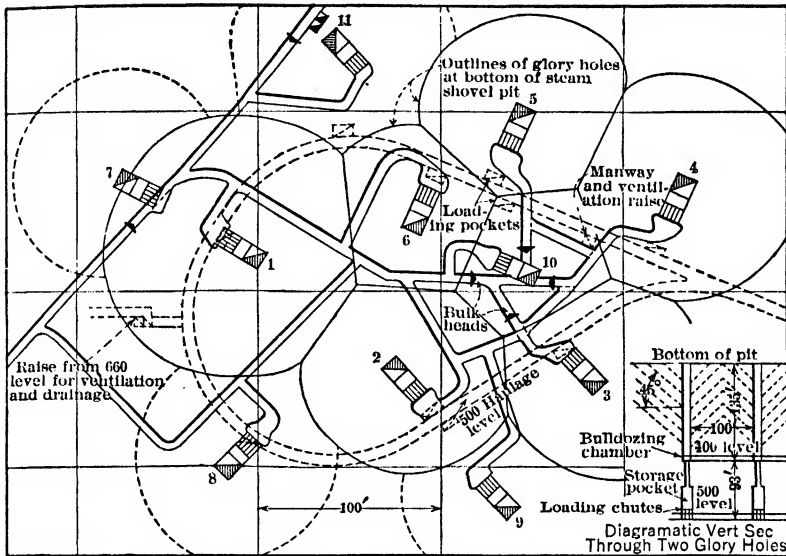 11
Outlines of glory holes
at bottom of steam
shovel pit
5
7
Manway
and ventil-
ation raise
4
Load-
ing pockets
6
1
10
Bulk-
heads
Raise from 660
level for ventilation
and drainage
2
500 Haulage
level
3
8
9
100'
Bottom of pit
45°
135'
100'
400 level
Bulldozing
chamber
Storage
pocket
93'
500
level
Loading chutes
Diagramatic Vert Sec
Through Two Glory Holes